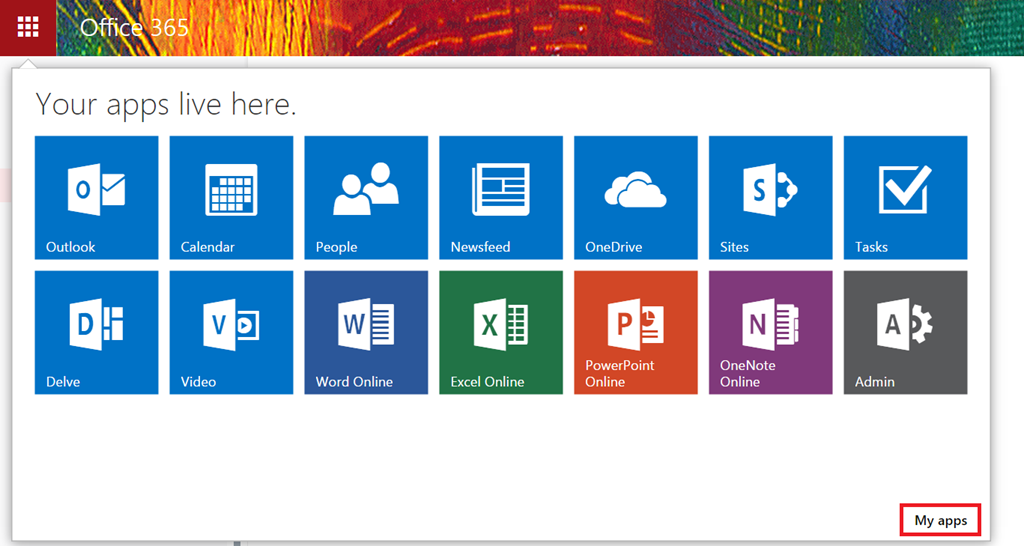 Office 365
Your apps live here.
O
Outlook
Calendar
People
Newsfeed
OneDrive
S
Sites
Tasks
D
Delve
V
Video
W
Word Online
X
Excel Online
P
PowerPoint
Online
N
OneNote
Online
A
Admin
My apps